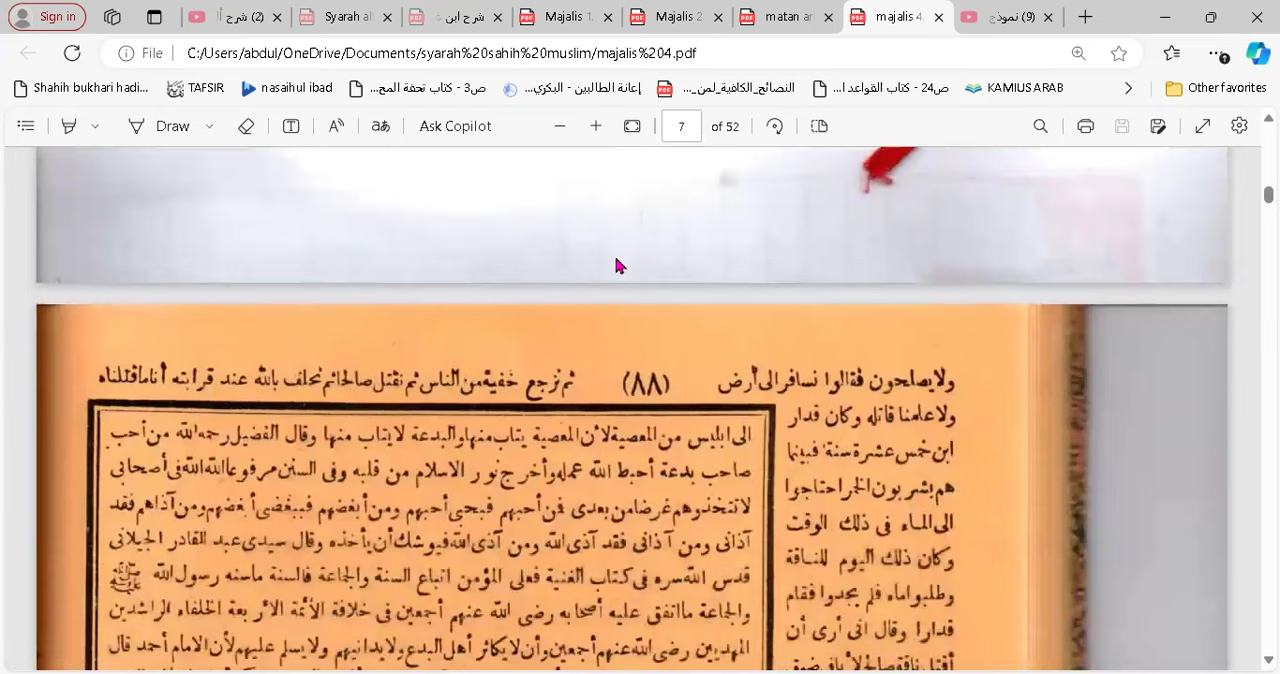 Sign in
(2) شرح أ
Syarah al
شرح ابن
Majalis 1.
Majalis 2
matan ar
majalis 4.
(9) نموذج
File C:/Users/abdul/OneDrive/Documents/syarah%20sahih%20muslim/majalis%204.pdf
Shahih bukhari hadi...
TAFSIR
nasaihul ibad
ص3 - كتاب تحفة المح...
إعانة الطالبين - البكري...
النصائح_الكافية_لمن_...
ص24 - كتاب القواعد ا...
KAMIUS ARAB
Other favorites
Draw
Ask Copilot
7 of 52
ولا يصلحون فقالوا نسافر الى أرض (٨٨) ثم نرجع خفية من الناس ثم نقتل صالحا ثم نحلف بالله عند قرابته أنا ما قتلناه
ولا علمنا قاتله وكان قدار
ابن خمس عشرة سنة فبينما
هم يشربون الخمر احتاجوا
الى الماء فى ذلك الوقت
وكان ذلك اليوم للناقة
وطلبوا ماء فلم يجدوا فقام
قدارا وقال انى أرى أن
أقتل ناقة صالح لأ
الى ابليس من المعصية لأن المعصية يتاب منها والبدعة لا يتاب منها وقال الفضيل رحمه الله من أحب
صاحب بدعة أحبط الله عمله وأخرج نور الاسلام من قلبه وفى السنن مرفوعا الله الله فى أصحابى
لا تتخذوهم غرضا من بعدى فمن أحبهم فبحبى أحبهم ومن أبغضهم فببغضى أبغضهم ومن آذاهم فقد
آذانى ومن آذانى فقد آذى الله ومن آذى الله فيوشك أن يأخذه وقال سيدى عبد القادر الجيلانى
قدس الله سره فى كتاب الغنية فعلى المؤمن اتباع السنة والجماعة فالسنة ما سنه رسول الله ﷺ
والجماعة ما اتفق عليه أصحابه رضى الله عنهم أجمعين فى خلافة الأئمة الأربعة الخلفاء الراشدين
المهديين رضى الله عنهم أجمعين وأن لا يكاثر أهل البدع ولا يدانيهم ولا يسلم عليهم لأن الامام أحمد قال